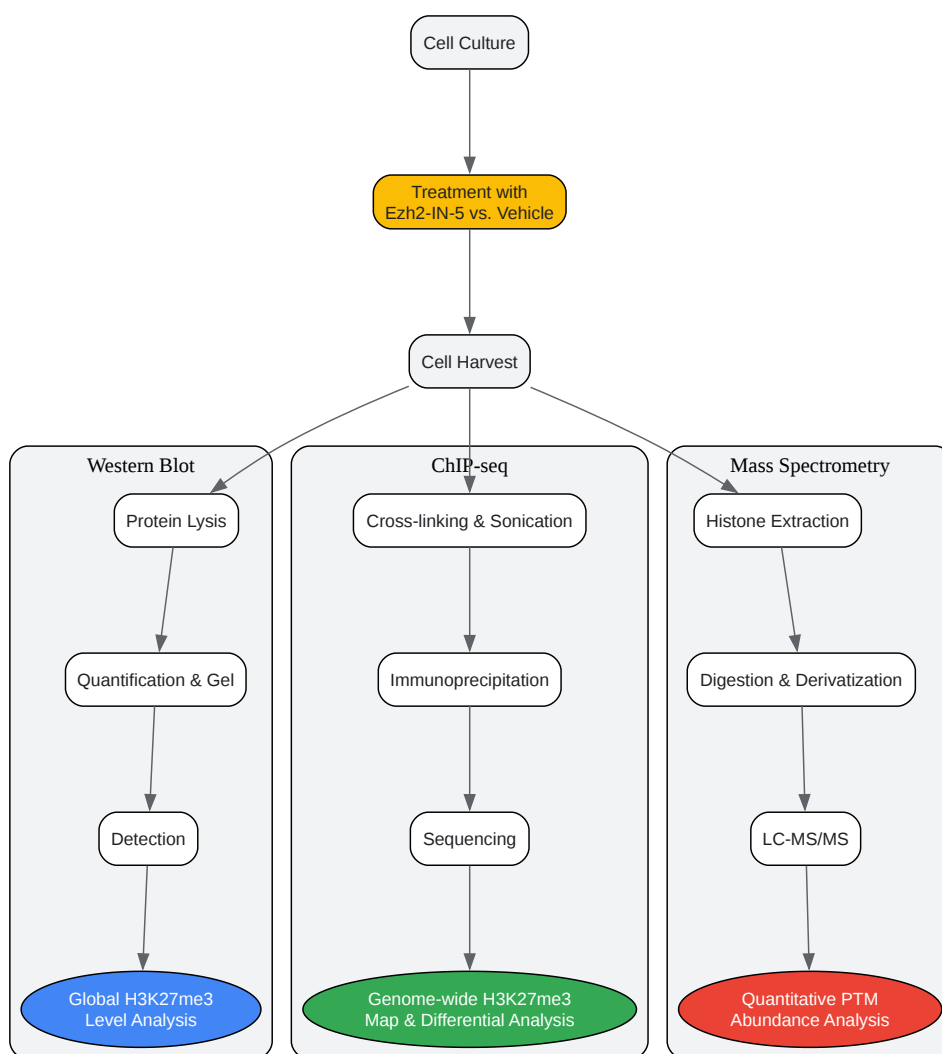 Cell Culture
Treatment with
Ezh2-IN-5 vs. Vehicle
Cell Harvest
Western Blot
Protein Lysis
Quantification & Gel
Detection
Global H3K27me3
Level Analysis
ChIP-seq
Cross-linking & Sonication
Immunoprecipitation
Sequencing
Genome-wide H3K27me3
Map & Differential Analysis
Mass Spectrometry
Histone Extraction
Digestion & Derivatization
LC-MS/MS
Quantitative PTM
Abundance Analysis